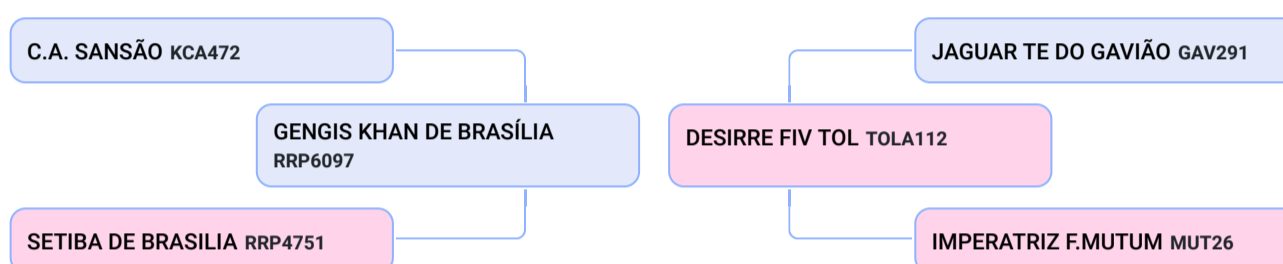 C.A. SANSÃO KCA472
JAGUAR TE DO GAVIÃO GAV291
GENGIS KHAN DE BRASÍLIA
RRP6097
DESIRRE FIV TOL TOLA112
SETIBA DE BRASILIA RRP4751
IMPERATRIZ F.MUTUM MUT26